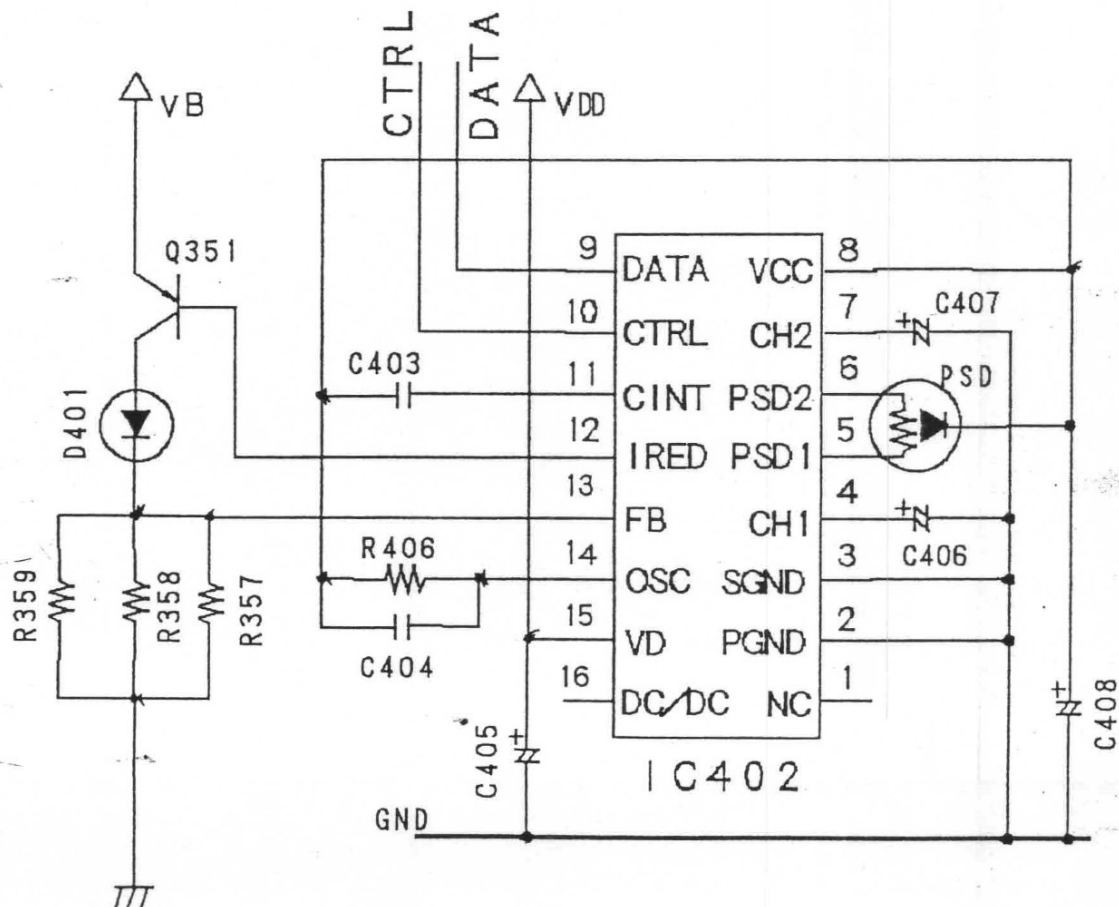 CTRL
DATA
VB
VDD
Q351
D401
R359
R358
R357
C403
R406
C404
C405
9
10
11
12
13
14
15
16
DATA
CTRL
CINT
IRED
FB
OSC
VD
DC/DC
VCC
CH2
PSD2
PSD1
CH1
SGND
PGND
NC
8
7
6
5
4
3
2
1
IC402
+
C407
PSD
+
C406
+
C408
+
GND